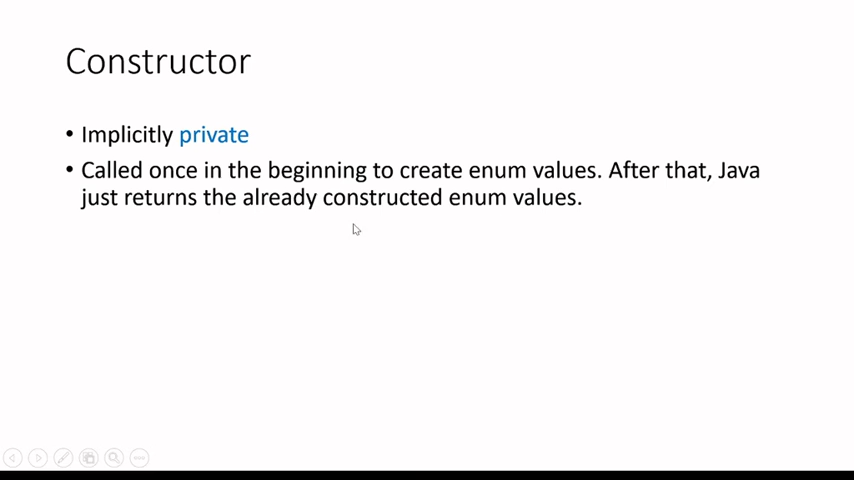 Constructor
• Implicitly private
• Called once in the beginning to create enum values. After that, Java
just returns the already constructed enum values.